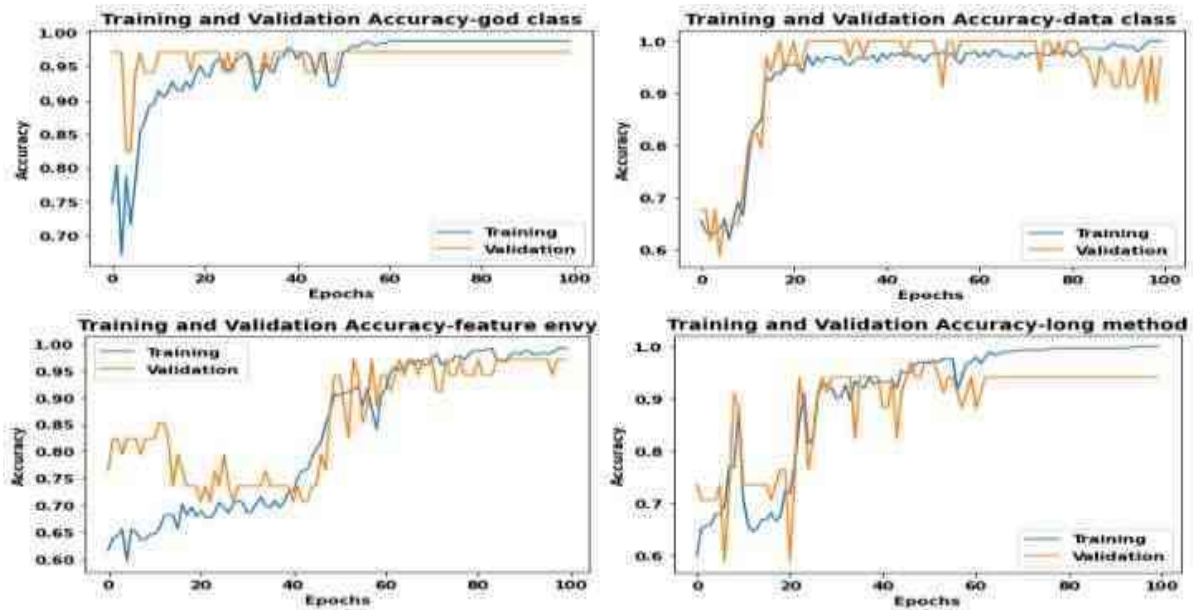 Training and Validation Accuracy-god class
1.00
0.95
0.90
0.85
0.80
0.75
0.70
Accuracy
Training
Validation
0 20 40 60 80 100
Epochs
Training and Validation Accuracy-data class
1.0
0.9
0.8
0.7
0.6
Accuracy
Training
Validation
0 20 40 60 80 100
Epochs
Training and Validation Accuracy-feature envy
1.00
0.95
0.90
0.85
0.80
0.75
0.70
0.65
0.60
Accuracy
Training
Validation
0 20 40 60 80 100
Epochs
Training and Validation Accuracy-long method
1.0
0.9
0.8
0.7
0.6
Accuracy
Training
Validation
0 20 40 60 80 100
Epochs